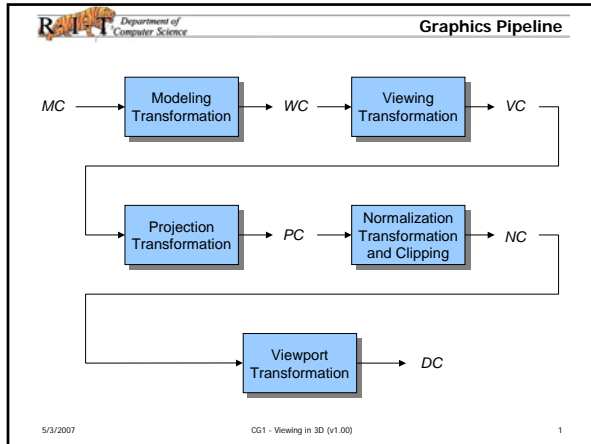 R·I·T
Department of
Computer Science
Graphics Pipeline
MC
Modeling
Transformation
WC
Viewing
Transformation
VC
Projection
Transformation
PC
Normalization
Transformation
and Clipping
NC
Viewport
Transformation
DC
5/3/2007
CG1 - Viewing in 3D (v1.00)
1